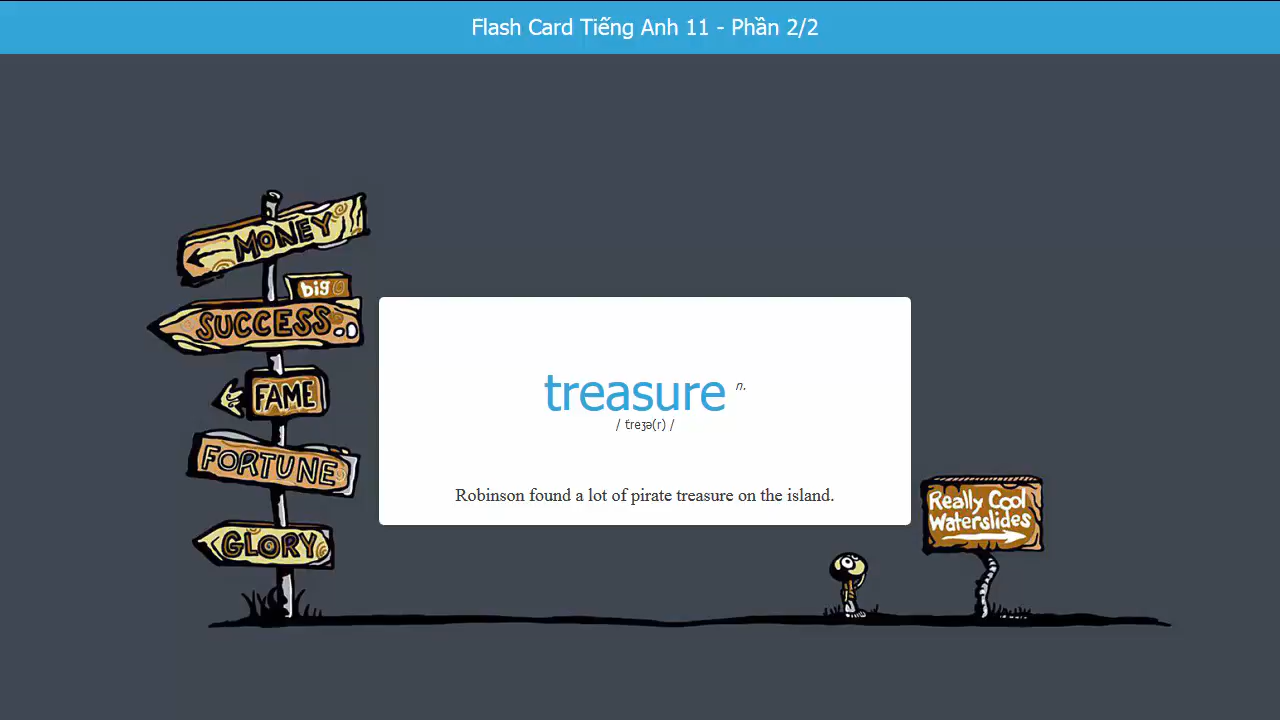 Flash Card Tiếng Anh 11 - Phần 2/2
MONEY
big
SUCCESS
FAME
FORTUNE
GLORY
treasure n.
/ ˈtreʒə(r) /
Robinson found a lot of pirate treasure on the island.
Really Cool
Waterslides